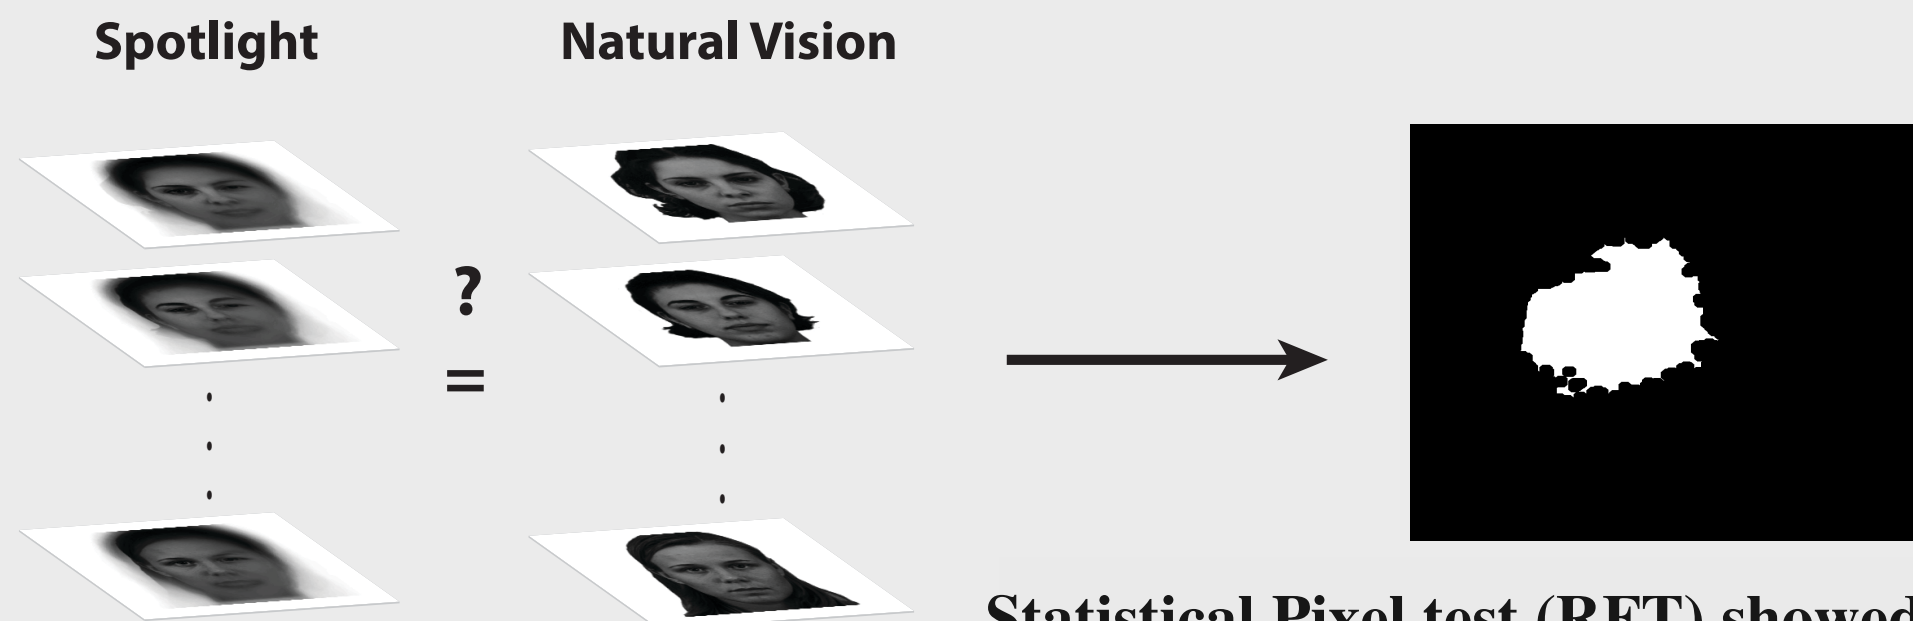 Spotlight Natural Vision
?
=
Statistical Pixel test (RFT) showed